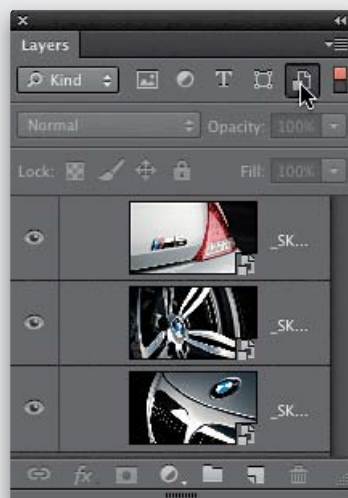 Layers
Kind
Normal Opacity: 100%
Lock: Fill: 100%
_SK...
_SK...
_SK...